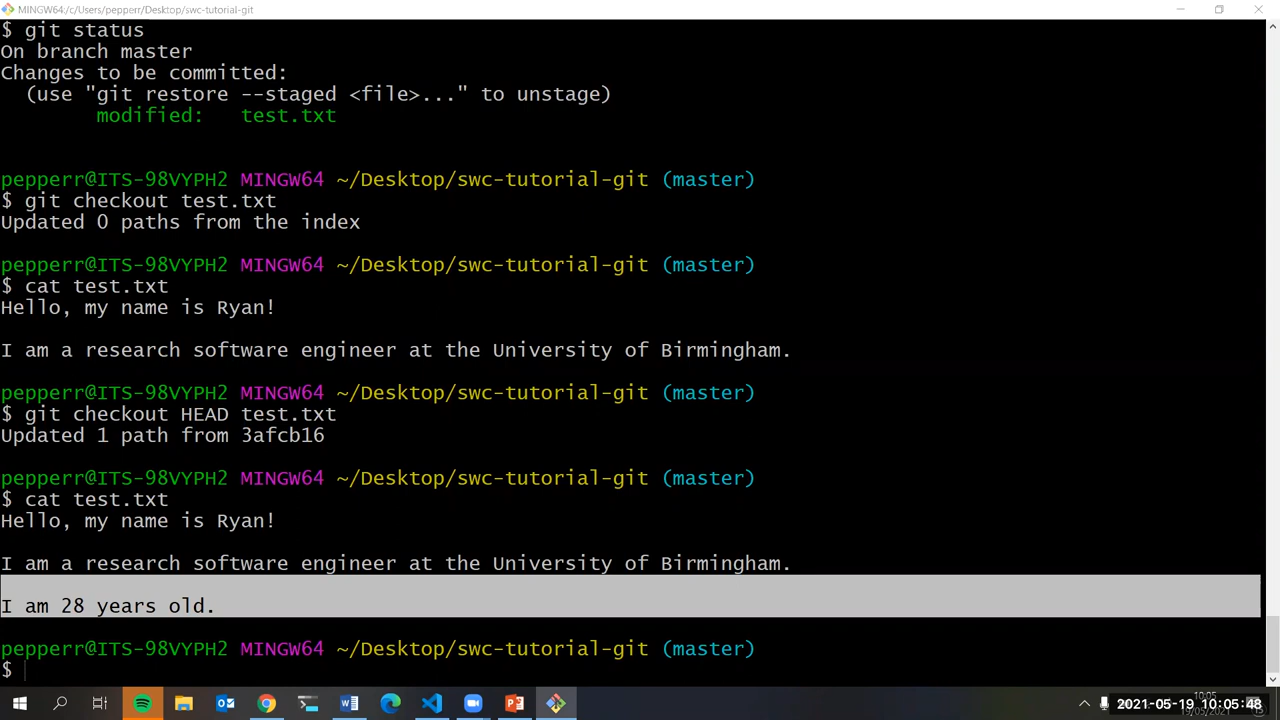 MINGW64:/c/Users/pepperr/Desktop/swc-tutorial-git
$ git status
On branch master
Changes to be committed:
  (use "git restore --staged <file>..." to unstage)
        modified:   test.txt
pepperr@ITS-98VYPH2 MINGW64 ~/Desktop/swc-tutorial-git (master)
$ git checkout test.txt
Updated 0 paths from the index
pepperr@ITS-98VYPH2 MINGW64 ~/Desktop/swc-tutorial-git (master)
$ cat test.txt
Hello, my name is Ryan!
I am a research software engineer at the University of Birmingham.
pepperr@ITS-98VYPH2 MINGW64 ~/Desktop/swc-tutorial-git (master)
$ git checkout HEAD test.txt
Updated 1 path from 3afcb16
pepperr@ITS-98VYPH2 MINGW64 ~/Desktop/swc-tutorial-git (master)
$ cat test.txt
Hello, my name is Ryan!
I am a research software engineer at the University of Birmingham.
I am 28 years old.
pepperr@ITS-98VYPH2 MINGW64 ~/Desktop/swc-tutorial-git (master)
$
10:05
2021-05-19 10:05:48
19/05/2021